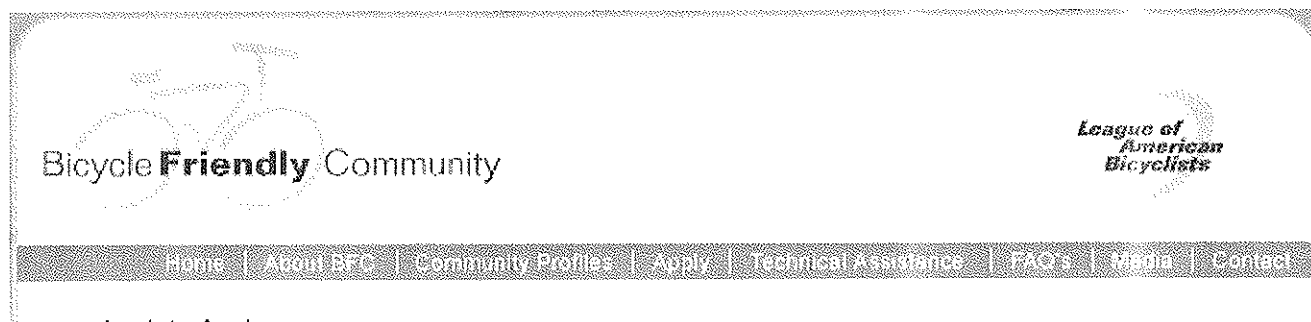 Bicycle Friendly Community
League of
American
Bicyclists
Home | About BFC | Community Profiles | Apply | Technical Assistance | FAQ's | Media | Contact